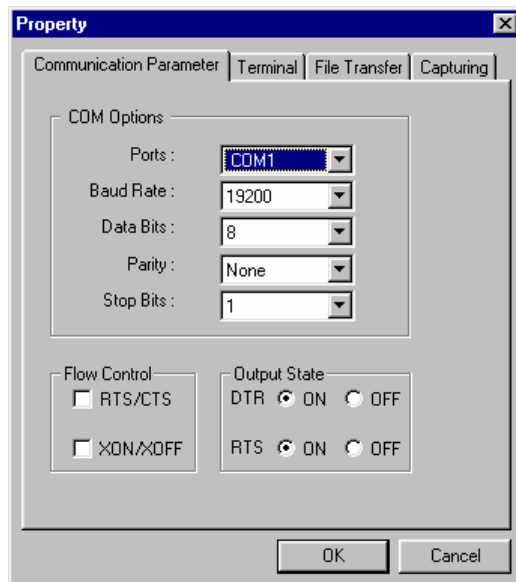 Property
Communication Parameter Terminal File Transfer Capturing
COM Options
Ports : COM1
Baud Rate : 19200
Data Bits : 8
Parity : None
Stop Bits : 1
Flow Control Output State
RTS/CTS DTR ON OFF
XON/XOFF RTS ON OFF
OK Cancel